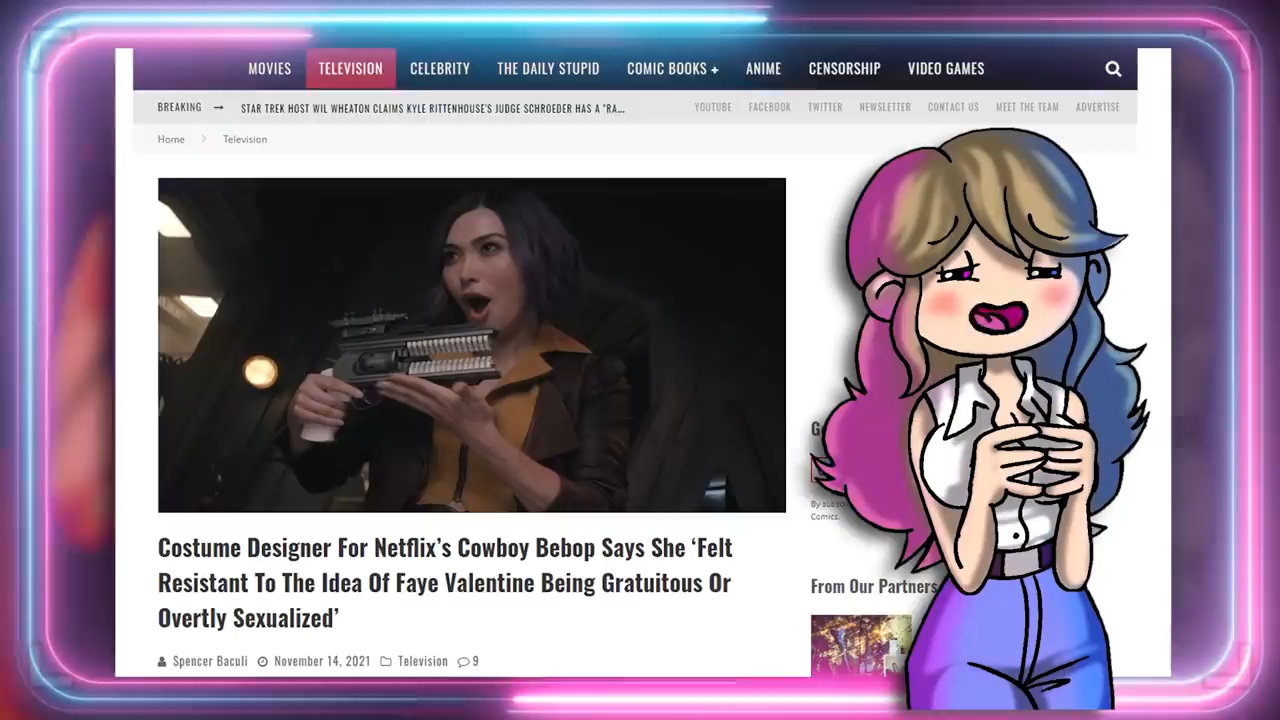 MOVIES TELEVISION CELEBRITY THE DAILY STUPID COMIC BOOKS + ANIME CENSORSHIP VIDEO GAMES
BREAKING → STAR TREK HOST WIL WHEATON CLAIMS KYLE RITTENHOUSE'S JUDGE SCHROEDER HAS A "RA... YOUTUBE FACEBOOK TWITTER NEWSLETTER CONTACT US MEET THE TEAM ADVERTISE
Home > Television
By
Comics.
Costume Designer For Netflix's Cowboy Bebop Says She ‘Felt
Resistant To The Idea Of Faye Valentine Being Gratuitous Or
Overtly Sexualized’
Spencer Baculi November 14, 2021 Television 9
From Our Partners